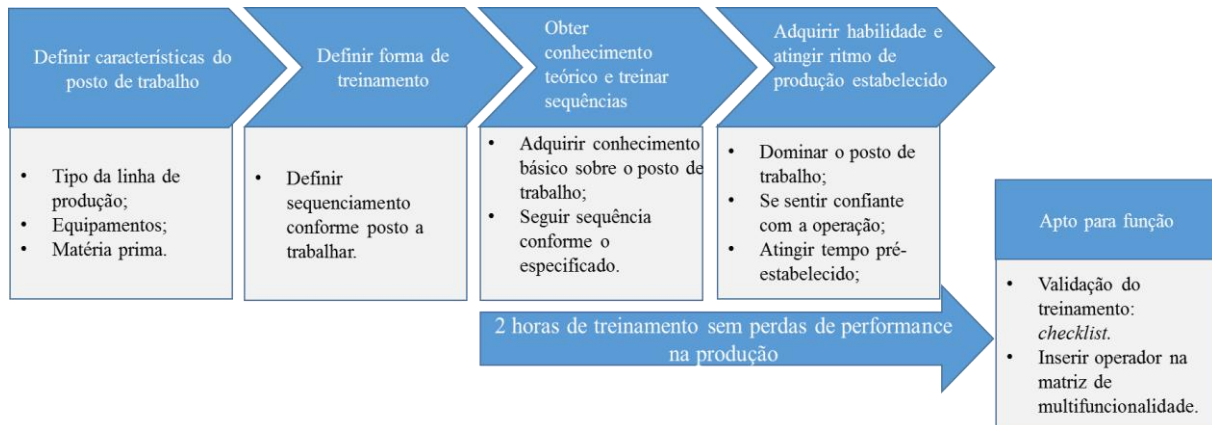 Definir características do
posto de trabalho
• Tipo da linha de
produção;
• Equipamentos;
• Matéria prima.
Definir forma de
treinamento
• Definir
sequenciamento
conforme posto a
trabalhar.
Obter
conhecimento
teórico e treinar
sequências
• Adquirir conhecimento
básico sobre o posto de
trabalho;
• Seguir sequência
conforme o
especificado.
Adquirir habilidade e
atingir ritmo de
produção estabelecido
• Dominar o posto de
trabalho;
• Se sentir confiante
com a operação;
• Atingir tempo pré-
estabelecido;
2 horas de treinamento sem perdas de performance
na produção
Apto para função
• Validação do
treinamento:
checklist.
• Inserir operador na
matriz de
multifuncionalidade.